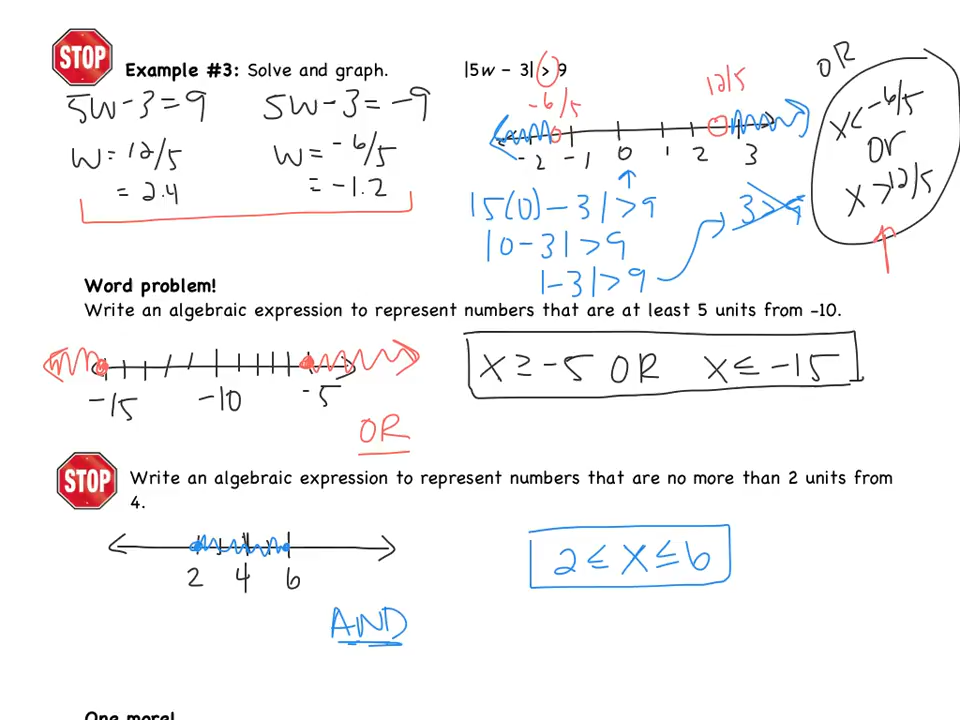 STOP
Example #3: Solve and graph. |5w − 3| > 9
OR
5W-3=9 5W-3=-9
-6/5 12/5
W=12/5 W=-6/5
=2.4 =-1.2
-2 -1 0 1 2 3
x<-6/5
OR
x>12/5
|5(0)-3|>9 3>9
|0-3|>9
|-3|>9
Word problem!
Write an algebraic expression to represent numbers that are at least 5 units from -10.
-15 -10 -5
x≥-5 OR x≤-15
OR
STOP
Write an algebraic expression to represent numbers that are no more than 2 units from
4.
2 4 6
2≤x≤6
AND
One more!